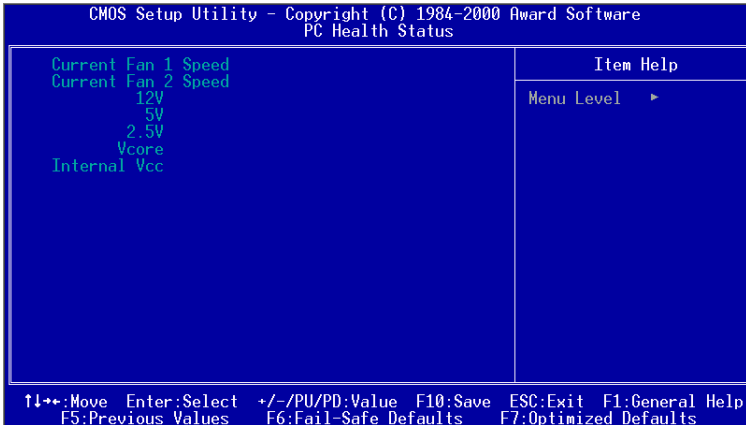 CMOS Setup Utility - Copyright (C) 1984-2000 Award Software
PC Health Status
Current Fan 1 Speed
Current Fan 2 Speed
12V
5V
2.5V
Vcore
Internal Vcc
Item Help
Menu Level ►
↑↓→←:Move Enter:Select +/-/PU/PD:Value F10:Save ESC:Exit F1:General Help
F5:Previous Values F6:Fail-Safe Defaults F7:Optimized Defaults